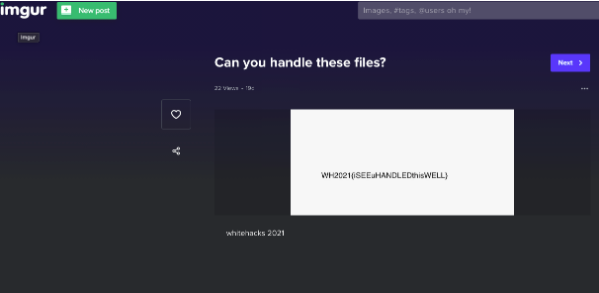 imgur
New post
Images, #tags, @users oh my!
Imgur
Can you handle these files?
Next
22 Views • 19c
WH2021{iSEEuHANDLEDthisWELL}
whitehacks 2021